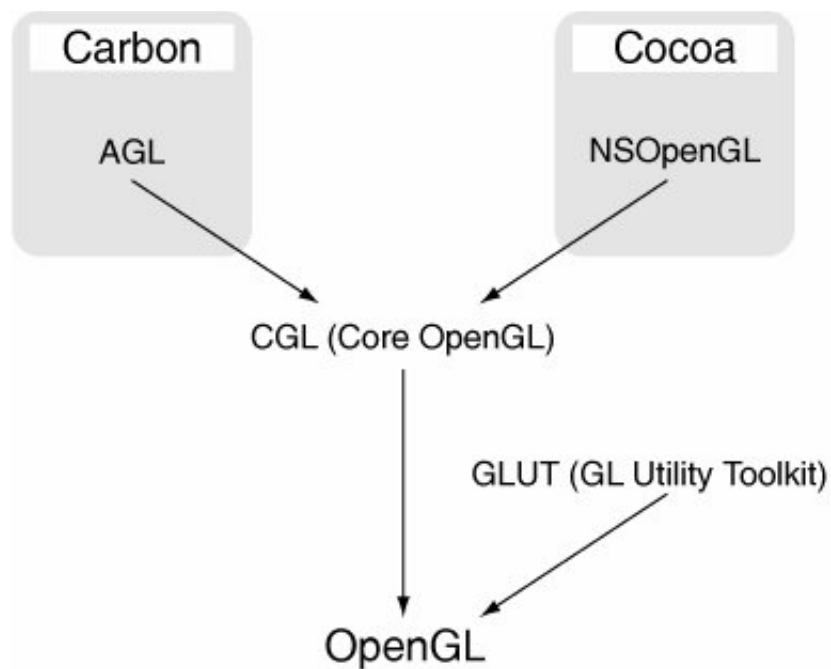 Carbon
Cocoa
AGL
NSOpenGL
CGL (Core OpenGL)
GLUT (GL Utility Toolkit)
OpenGL